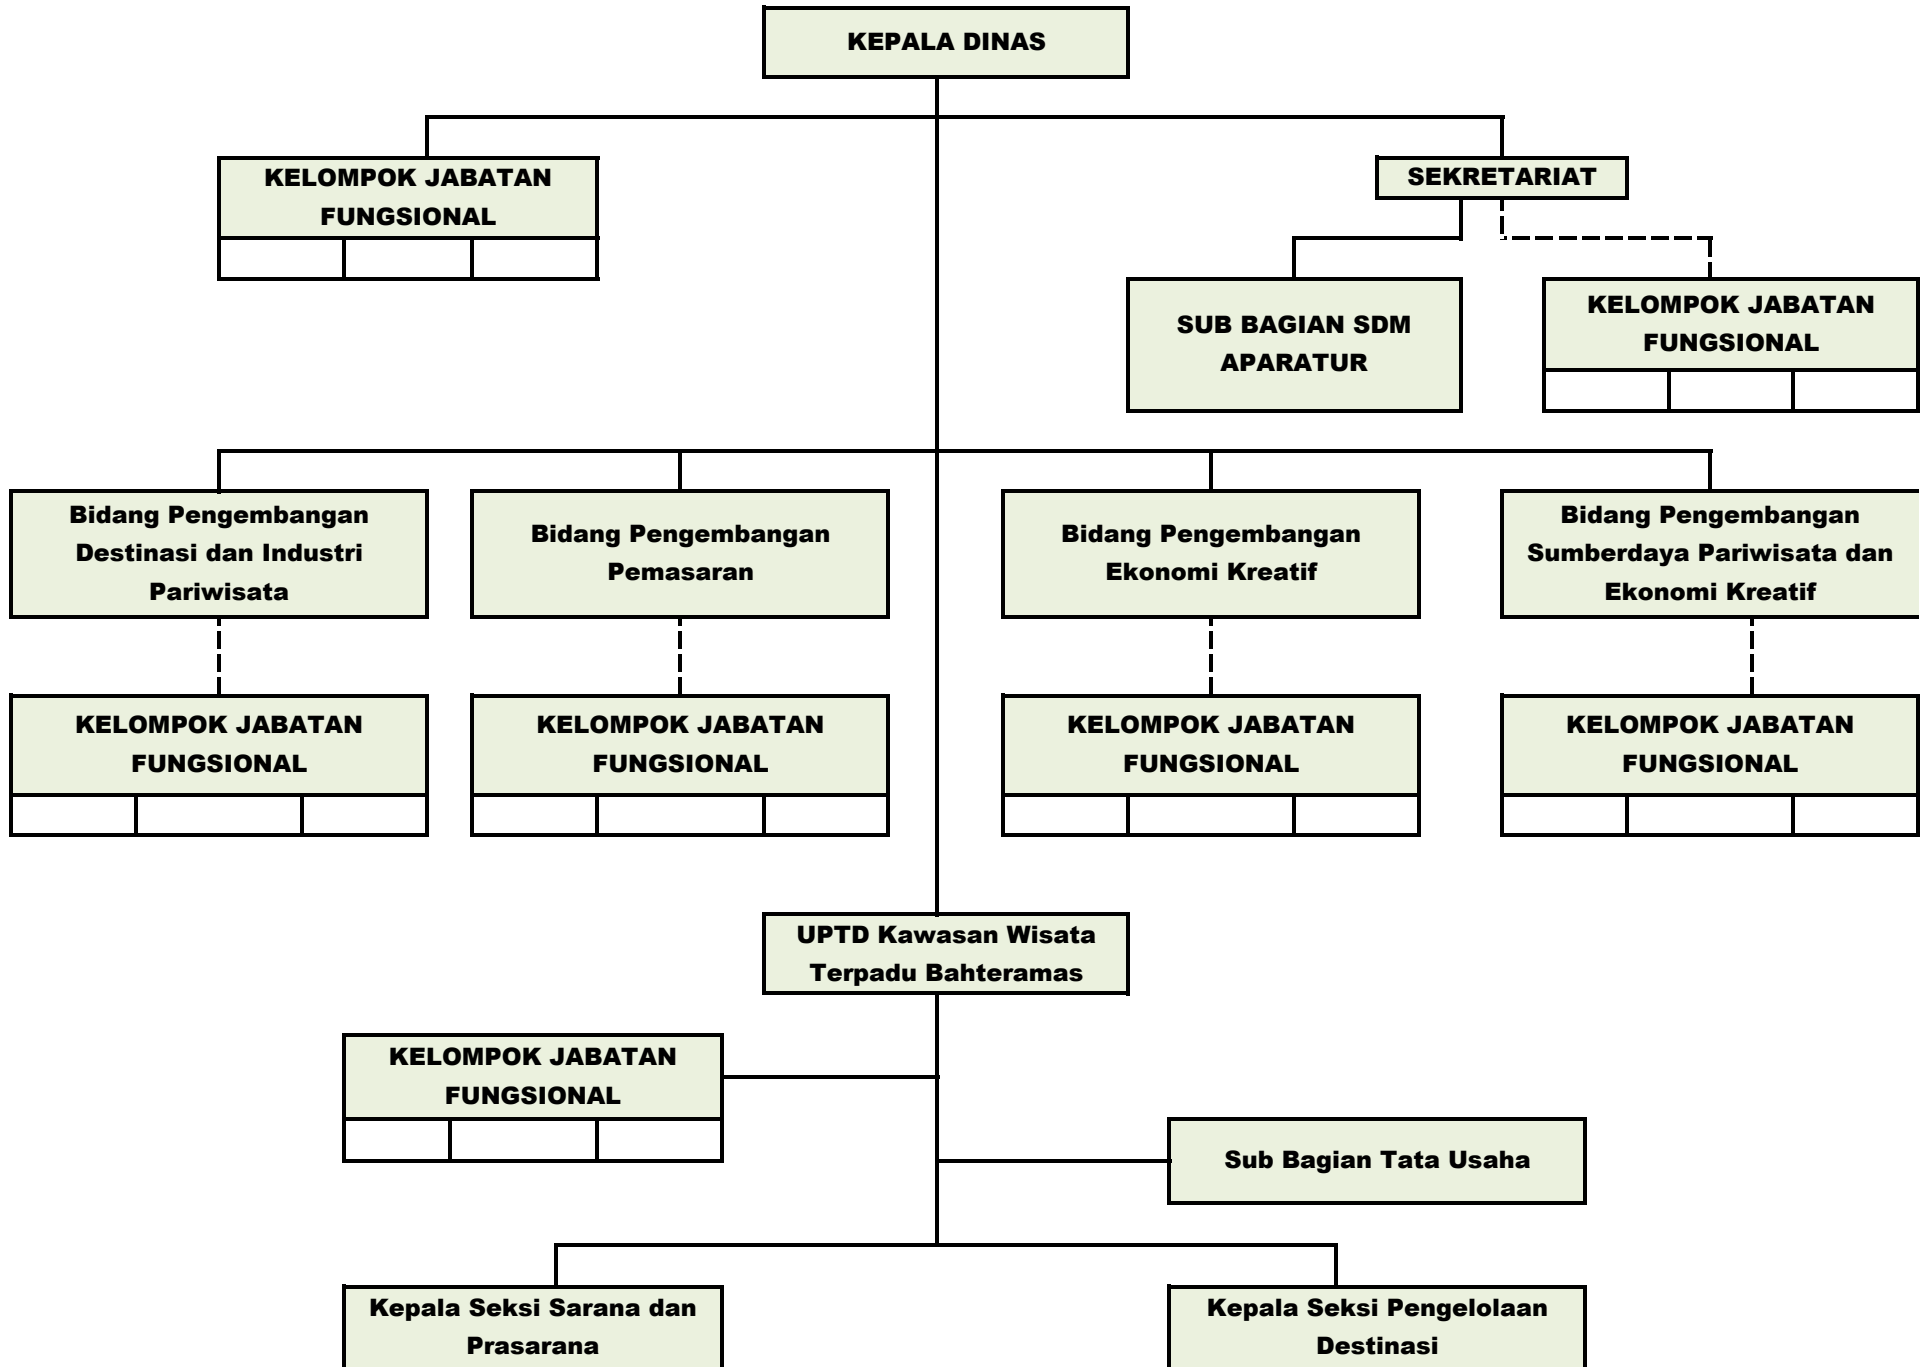 KEPALA DINAS
KELOMPOK JABATAN
FUNGSIONAL
SEKRETARIAT
SUB BAGIAN SDM
APARATUR
KELOMPOK JABATAN
FUNGSIONAL
Bidang Pengembangan
Destinasi dan Industri
Pariwisata
Bidang Pengembangan
Pemasaran
Bidang Pengembangan
Ekonomi Kreatif
Bidang Pengembangan
Sumberdaya Pariwisata dan
Ekonomi Kreatif
KELOMPOK JABATAN
FUNGSIONAL
KELOMPOK JABATAN
FUNGSIONAL
KELOMPOK JABATAN
FUNGSIONAL
KELOMPOK JABATAN
FUNGSIONAL
UPTD Kawasan Wisata
Terpadu Bahteramas
KELOMPOK JABATAN
FUNGSIONAL
Sub Bagian Tata Usaha
Kepala Seksi Sarana dan
Prasarana
Kepala Seksi Pengelolaan
Destinasi